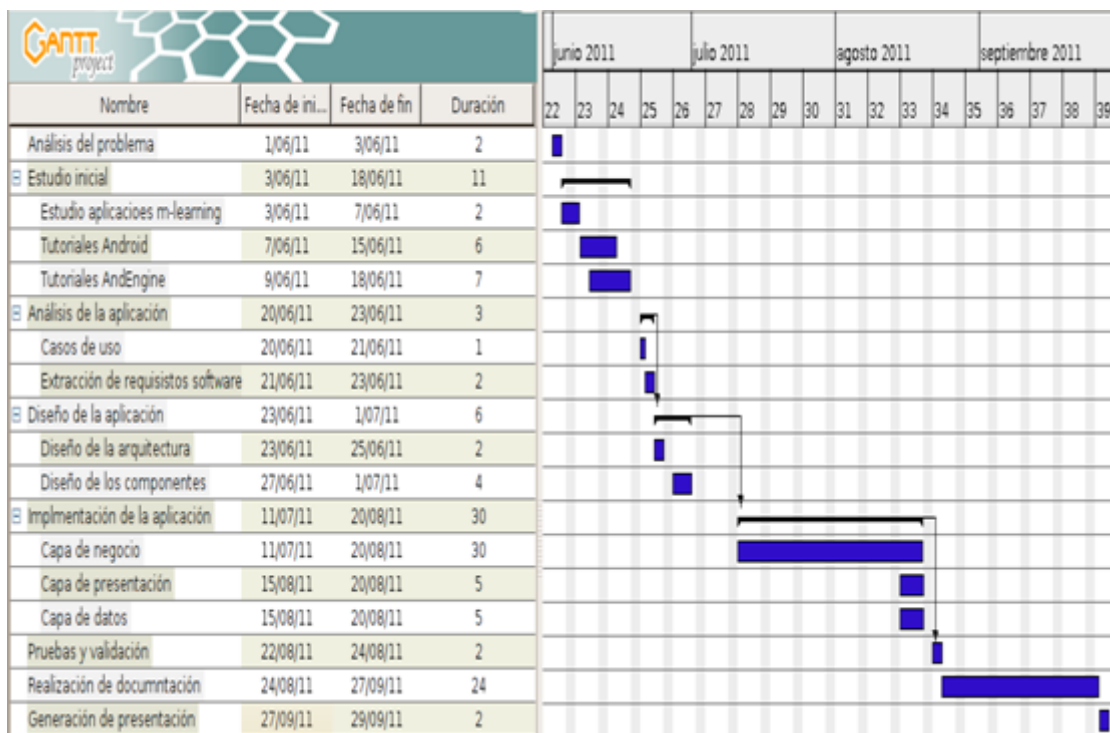 GANTT
project
junio 2011 julio 2011 agosto 2011 septiembre 2011
Nombre Fecha de ini... Fecha de fin Duración
22 23 24 25 26 27 28 29 30 31 32 33 34 35 36 37 38 39
Análisis del problema 1/06/11 3/06/11 2
Estudio inicial 3/06/11 18/06/11 11
Estudio aplicacioes m-learning 3/06/11 7/06/11 2
Tutoriales Android 7/06/11 15/06/11 6
Tutoriales AndEngine 9/06/11 18/06/11 7
Análisis de la aplicación 20/06/11 23/06/11 3
Casos de uso 20/06/11 21/06/11 1
Extracción de requisistos software 21/06/11 23/06/11 2
Diseño de la aplicación 23/06/11 1/07/11 6
Diseño de la arquitectura 23/06/11 25/06/11 2
Diseño de los componentes 27/06/11 1/07/11 4
Implmentación de la aplicación 11/07/11 20/08/11 30
Capa de negocio 11/07/11 20/08/11 30
Capa de presentación 15/08/11 20/08/11 5
Capa de datos 15/08/11 20/08/11 5
Pruebas y validación 22/08/11 24/08/11 2
Realización de documntación 24/08/11 27/09/11 24
Generación de presentación 27/09/11 29/09/11 2